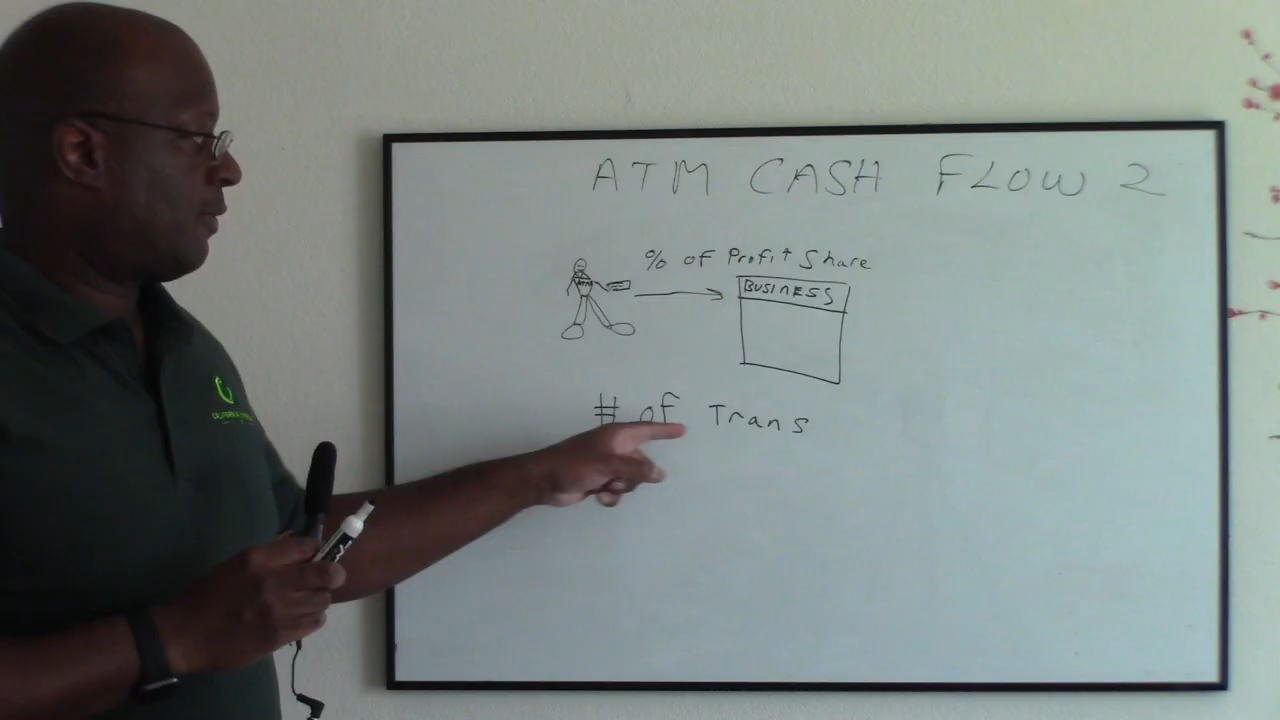 ATM CASH FLOW 2
% of Profit Share
BUSINESS
# of Trans